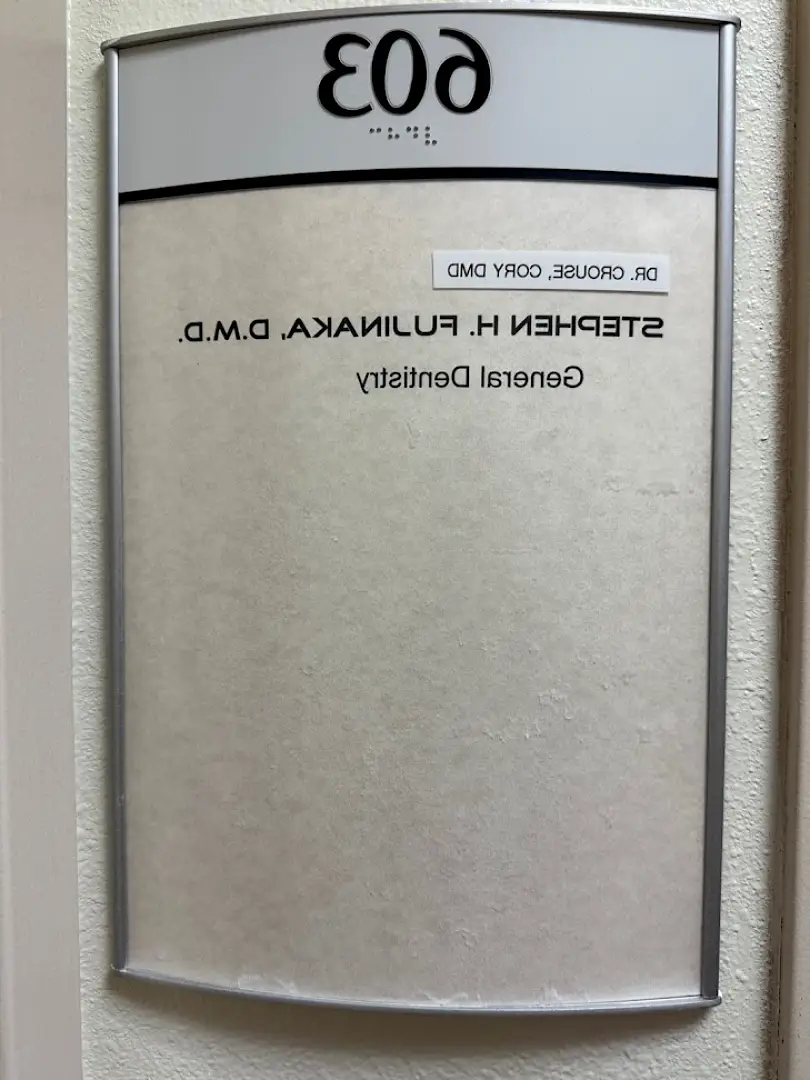 603
DR. CROUSE, CORY DMD
STEPHEN H. FUJINAKA, D.M.D.
General Dentistry